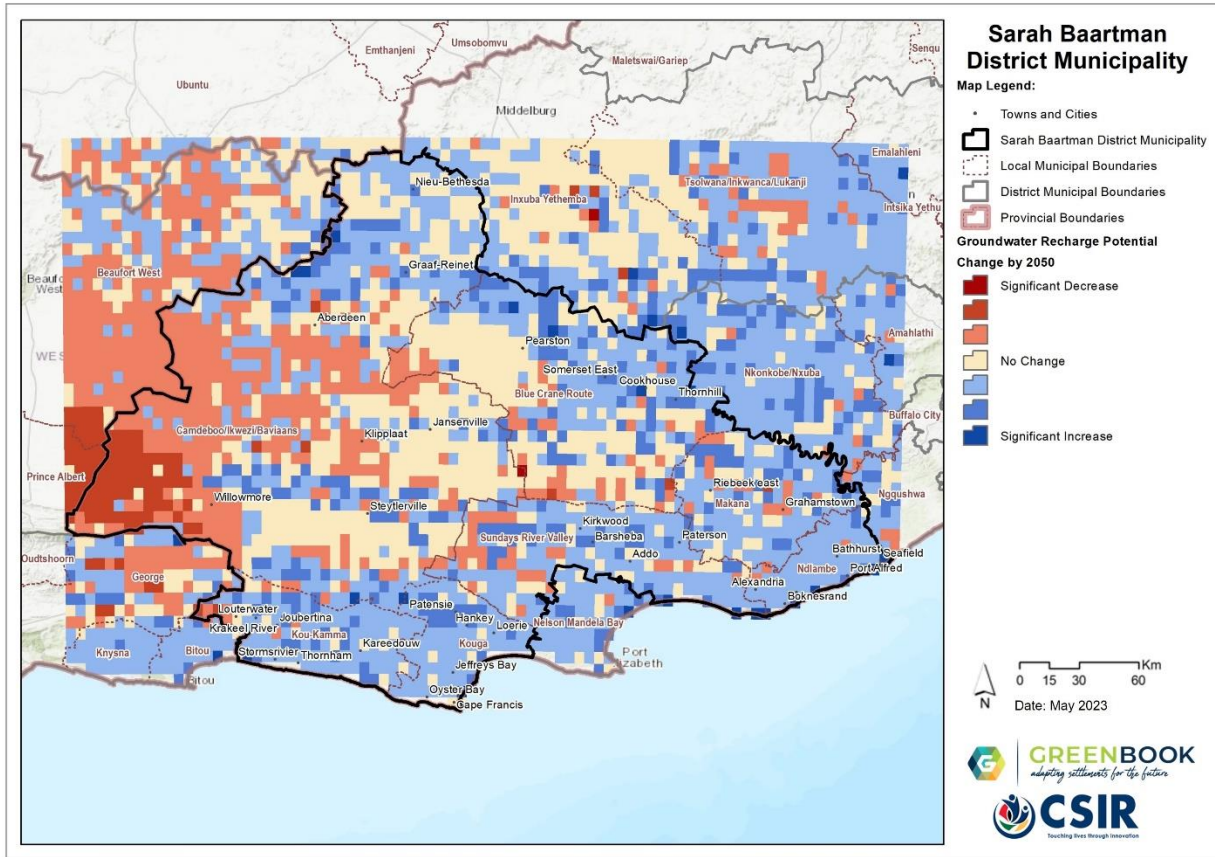 Sarah Baartman
District Municipality
Map Legend:
Towns and Cities
Sarah Baartman District Municipality
Local Municipal Boundaries
District Municipal Boundaries
Provincial Boundaries
Groundwater Recharge Potential
Change by 2050
Significant Decrease
No Change
Significant Increase
Km
0 15 30 60
N
Date: May 2023
GREENBOOK
adapting settlements for the future
CSIR
Touching lives through innovation
Emthanjeni
Umsobomvu
Senqu
Maletswai/Gariep
Ubuntu
Middelburg
Emalahleni
Tsolwana/Inkwanca/Lukanji
Nieu-Bethesda
Inxuba Yethemba
Intsika Yethu
Beaufort West
Graaf-Reinet
Aberdeen
Amahlathi
WES
Pearston
Somerset East
Nkonkobe/Nxuba
Cookhouse
Blue Crane Route
Thornhill
Buffalo City
Jansenville
Camdeboo/Ikwezi/Baviaans
Klipplaat
Prince Albert
Riebeek east
Ngqushwa
Willowmore
Makana
Grahamstown
Steytlerville
Kirkwood
Sundays River Valley
Barsheba
Paterson
Oudtshoorn
Bathhurst
Seafield
Addo
Ndlambe
Port Alfred
George
Alexandria
Boknesrand
Louterwater
Patensie
Joubertina
Hankey
Nelson Mandela Bay
Krakeel River
Kou-Kamma
Loerie
Kareedouw
Kouga
Knysna
Bitou
Stormsrivier
Thornham
Port
Jeffreys Bay
lizabeth
Bitou
Oyster Bay
Cape Francis